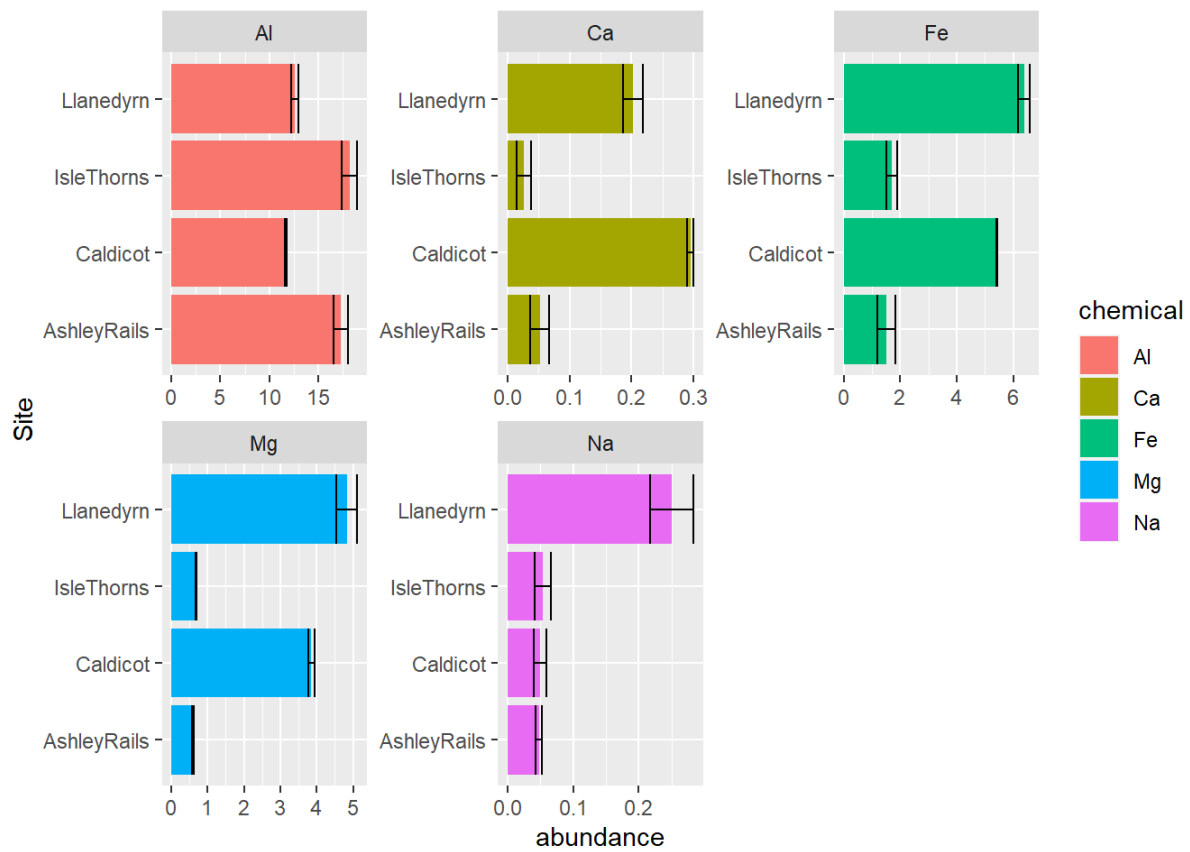 Al
Ca
Fe
Llanedyrn
IsleThorns
Caldicot
AshleyRails
0 5 10 15
Llanedyrn
IsleThorns
Caldicot
AshleyRails
0.0 0.1 0.2 0.3
Llanedyrn
IsleThorns
Caldicot
AshleyRails
0 2 4 6
Site
Mg
Na
Llanedyrn
IsleThorns
Caldicot
AshleyRails
0 1 2 3 4 5
Llanedyrn
IsleThorns
Caldicot
AshleyRails
0.0 0.1 0.2
abundance
chemical
Al
Ca
Fe
Mg
Na